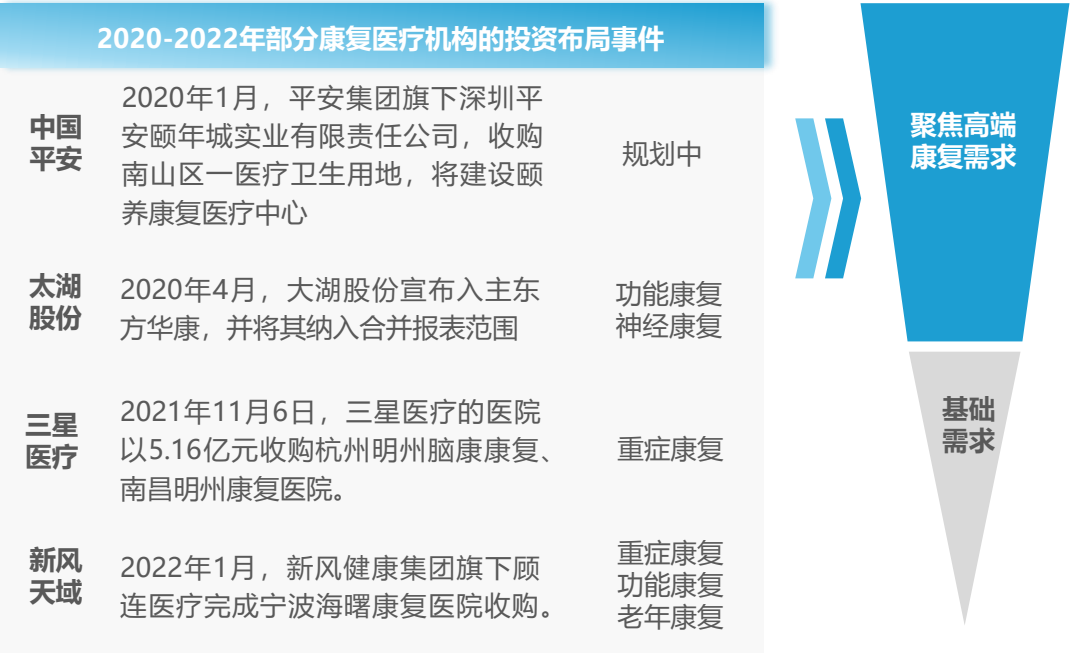 2020-2022年部分康复医疗机构的投资布局事件
中国
平安
2020年1月，平安集团旗下深圳平
安颐年城实业有限责任公司，收购
南山区一医疗卫生用地，将建设颐
养康复医疗中心
规划中
太湖
股份
2020年4月，大湖股份宣布入主东
方华康，并将其纳入合并报表范围
功能康复
神经康复
三星
医疗
2021年11月6日，三星医疗的医院
以5.16亿元收购杭州明州脑康康复、
南昌明州康复医院。
重症康复
新风
天域
2022年1月，新风健康集团旗下顾
连医疗完成宁波海曙康复医院收购。
重症康复
功能康复
老年康复
聚焦高端
康复需求
基础
需求